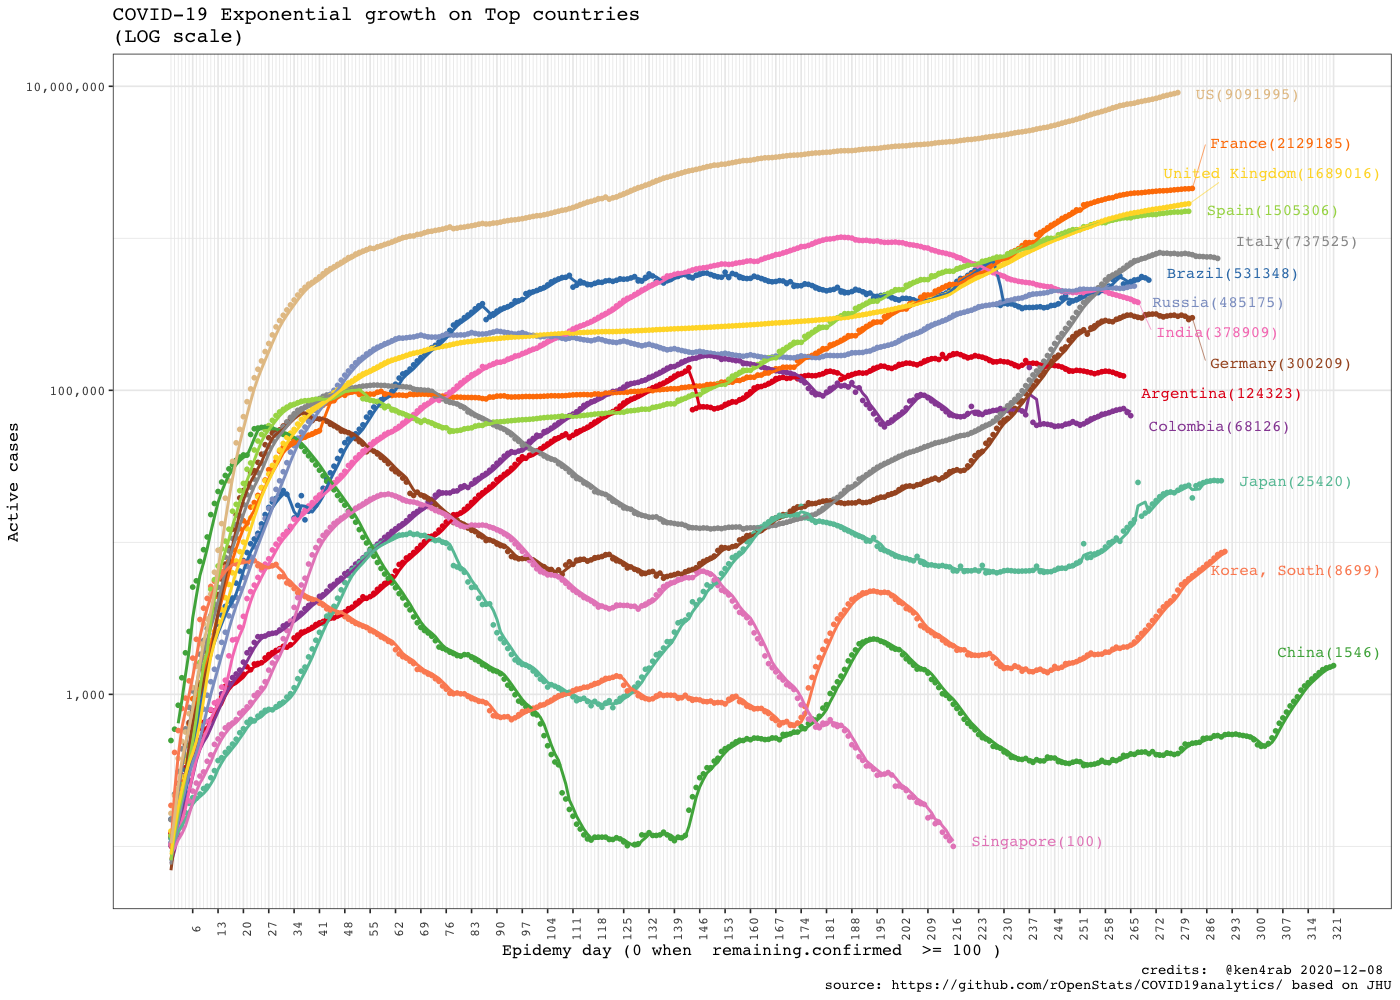 COVID-19 Exponential growth on Top countries
(LOG scale)
10,000,000
100,000
1,000
Active cases
US(9091995)
France(2129185)
United Kingdom(1689016)
Spain(1505306)
Italy(737525)
Brazil(531348)
Russia(485175)
India(378909)
Germany(300209)
Argentina(124323)
Colombia(68126)
Japan(25420)
Korea, South(8699)
China(1546)
Singapore(100)
6 13 20 27 34 41 48 55 62 69 76 83 90 97 104 111 118 125 132 139 146 153 160 167 174 181 188 195 202 209 216 223 230 237 244 251 258 265 272 279 286 293 300 307 314 321
Epidemy day (0 when  remaining.confirmed  >= 100 )
credits:  @ken4rab 2020-12-08
source: https://github.com/rOpenStats/COVID19analytics/ based on JHU